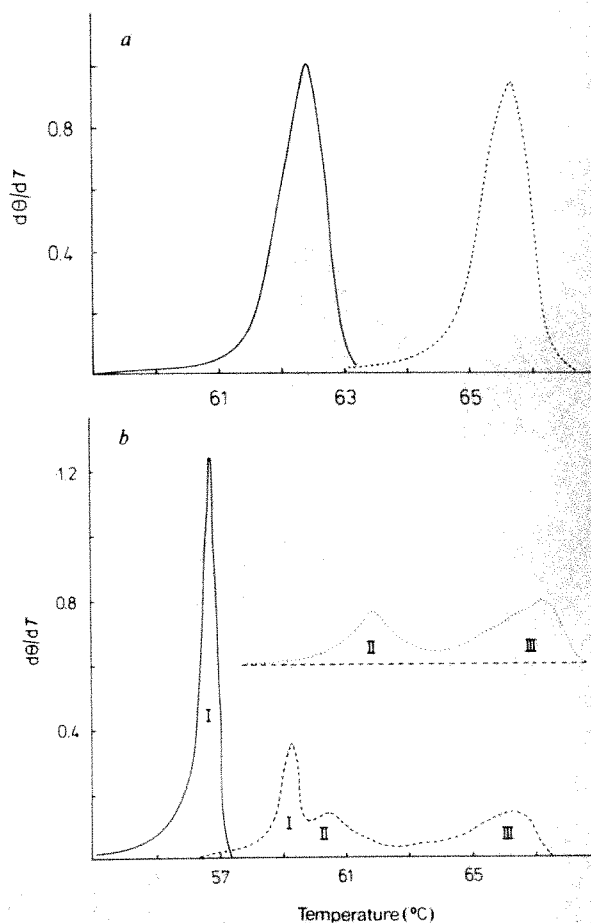 a
0.8
0.4
dθ/dT
61 63 65
b
1.2
0.8
0.4
dθ/dT
I
II III
I II III
57 61 65
Temperature (°C)